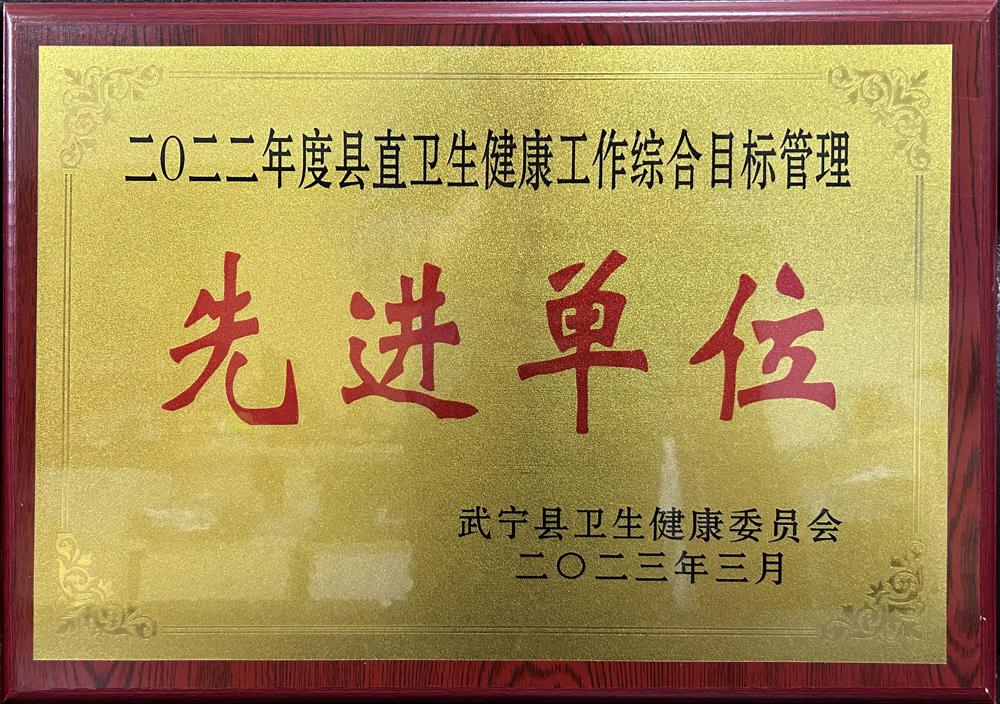 二〇二二年度县直卫生健康工作综合目标管理
先进单位
武宁县卫生健康委员会
二〇二三年三月